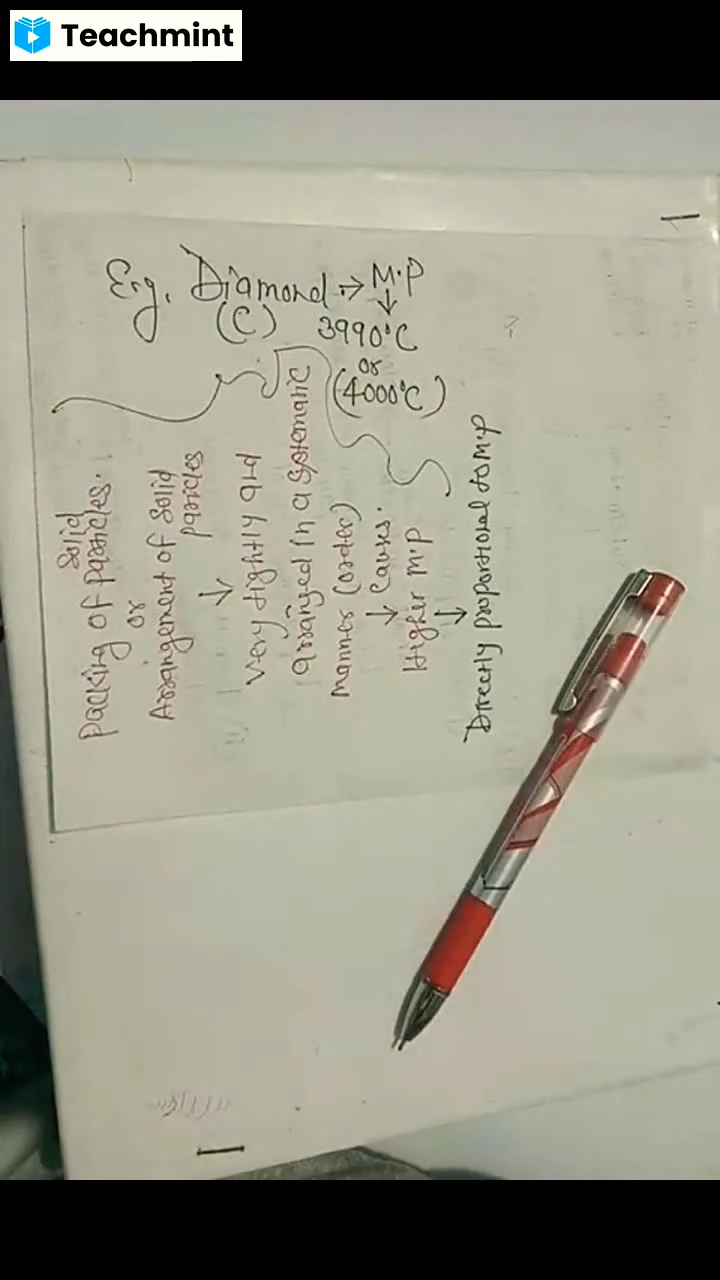 Teachmint
E.g. Diamond :→ M.P
(C)
↓
3990°C
or
(4000°C)
Packing of solid particles.
or
Arrangement of solid
particles
↓
very tightly and
arranged in a systematic
manner (order)
↓ causes.
Higher M.P
↓
Directly proportional to M.P